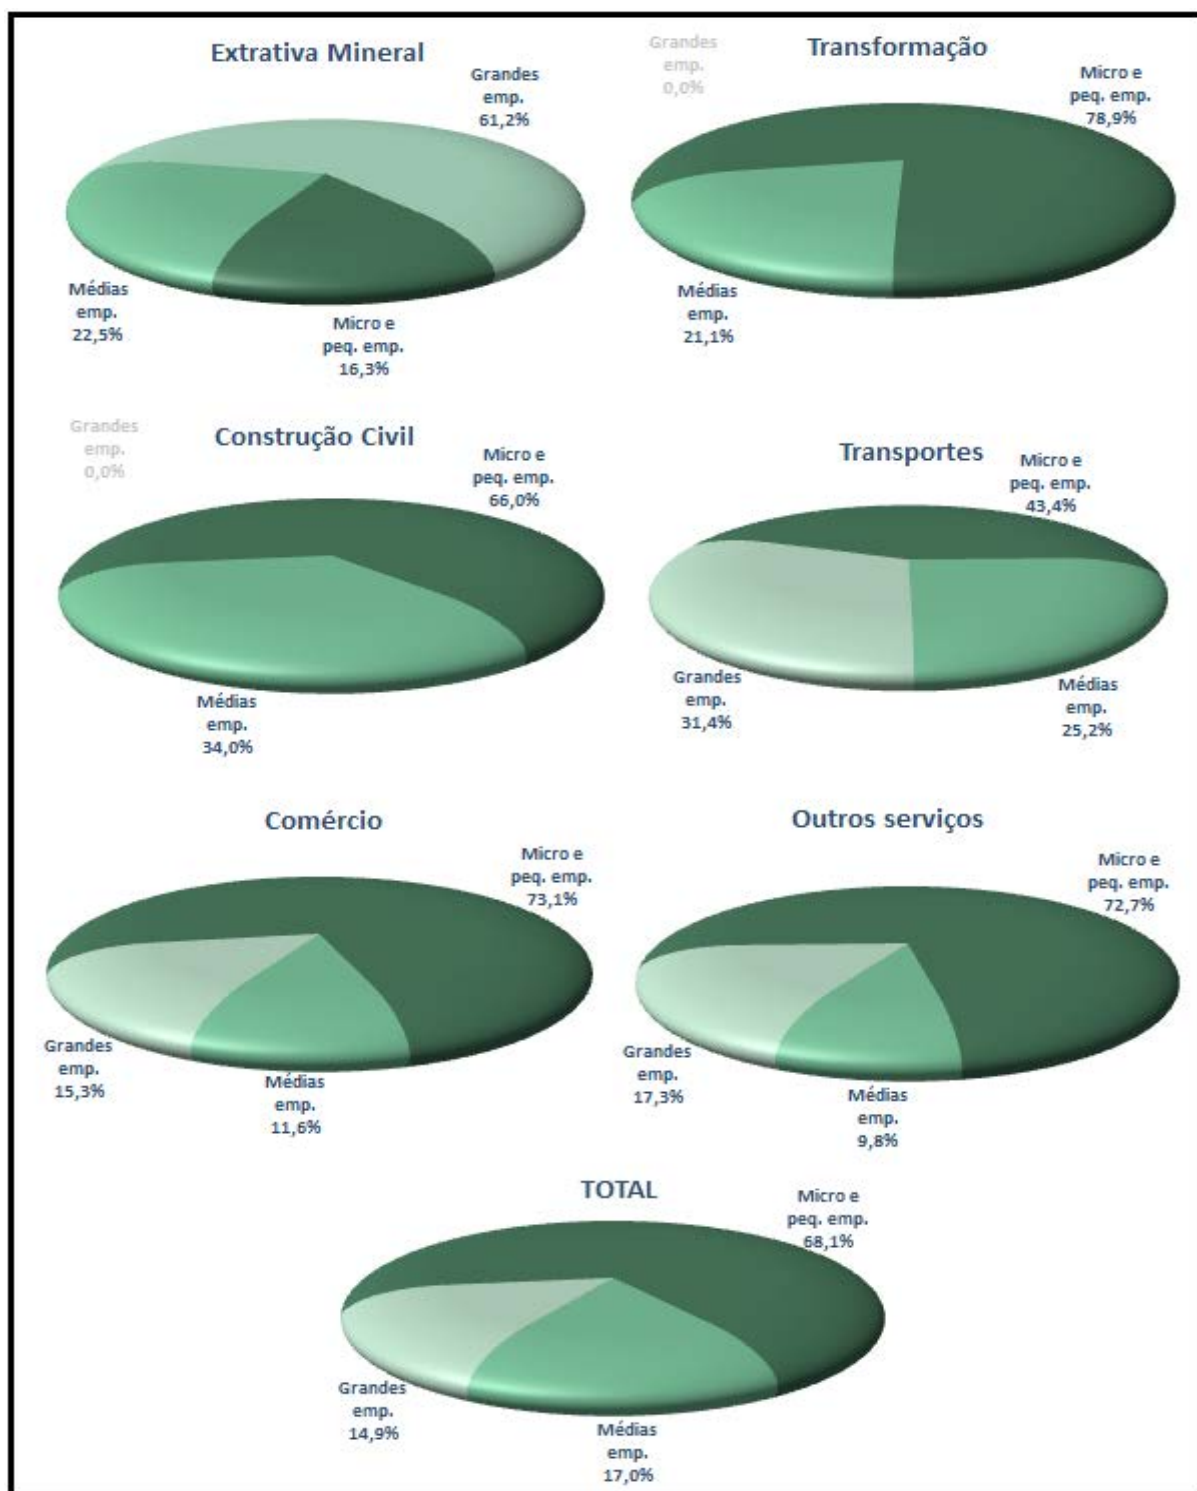 Extrativa Mineral
Grandes
emp.
61,2%
Médias
emp.
22,5%
Micro e
peq. emp.
16,3%
Transformação
Grandes
emp.
0,0%
Micro e
peq. emp.
78,9%
Médias
emp.
21,1%
Construção Civil
Grandes
emp.
0,0%
Micro e
peq. emp.
66,0%
Médias
emp.
34,0%
Transportes
Micro e
peq. emp.
43,4%
Grandes
emp.
31,4%
Médias
emp.
25,2%
Comércio
Micro e
peq. emp.
73,1%
Grandes
emp.
15,3%
Médias
emp.
11,6%
Outros serviços
Micro e
peq. emp.
72,7%
Grandes
emp.
17,3%
Médias
emp.
9,8%
TOTAL
Micro e
peq. emp.
68,1%
Grandes
emp.
14,9%
Médias
emp.
17,0%